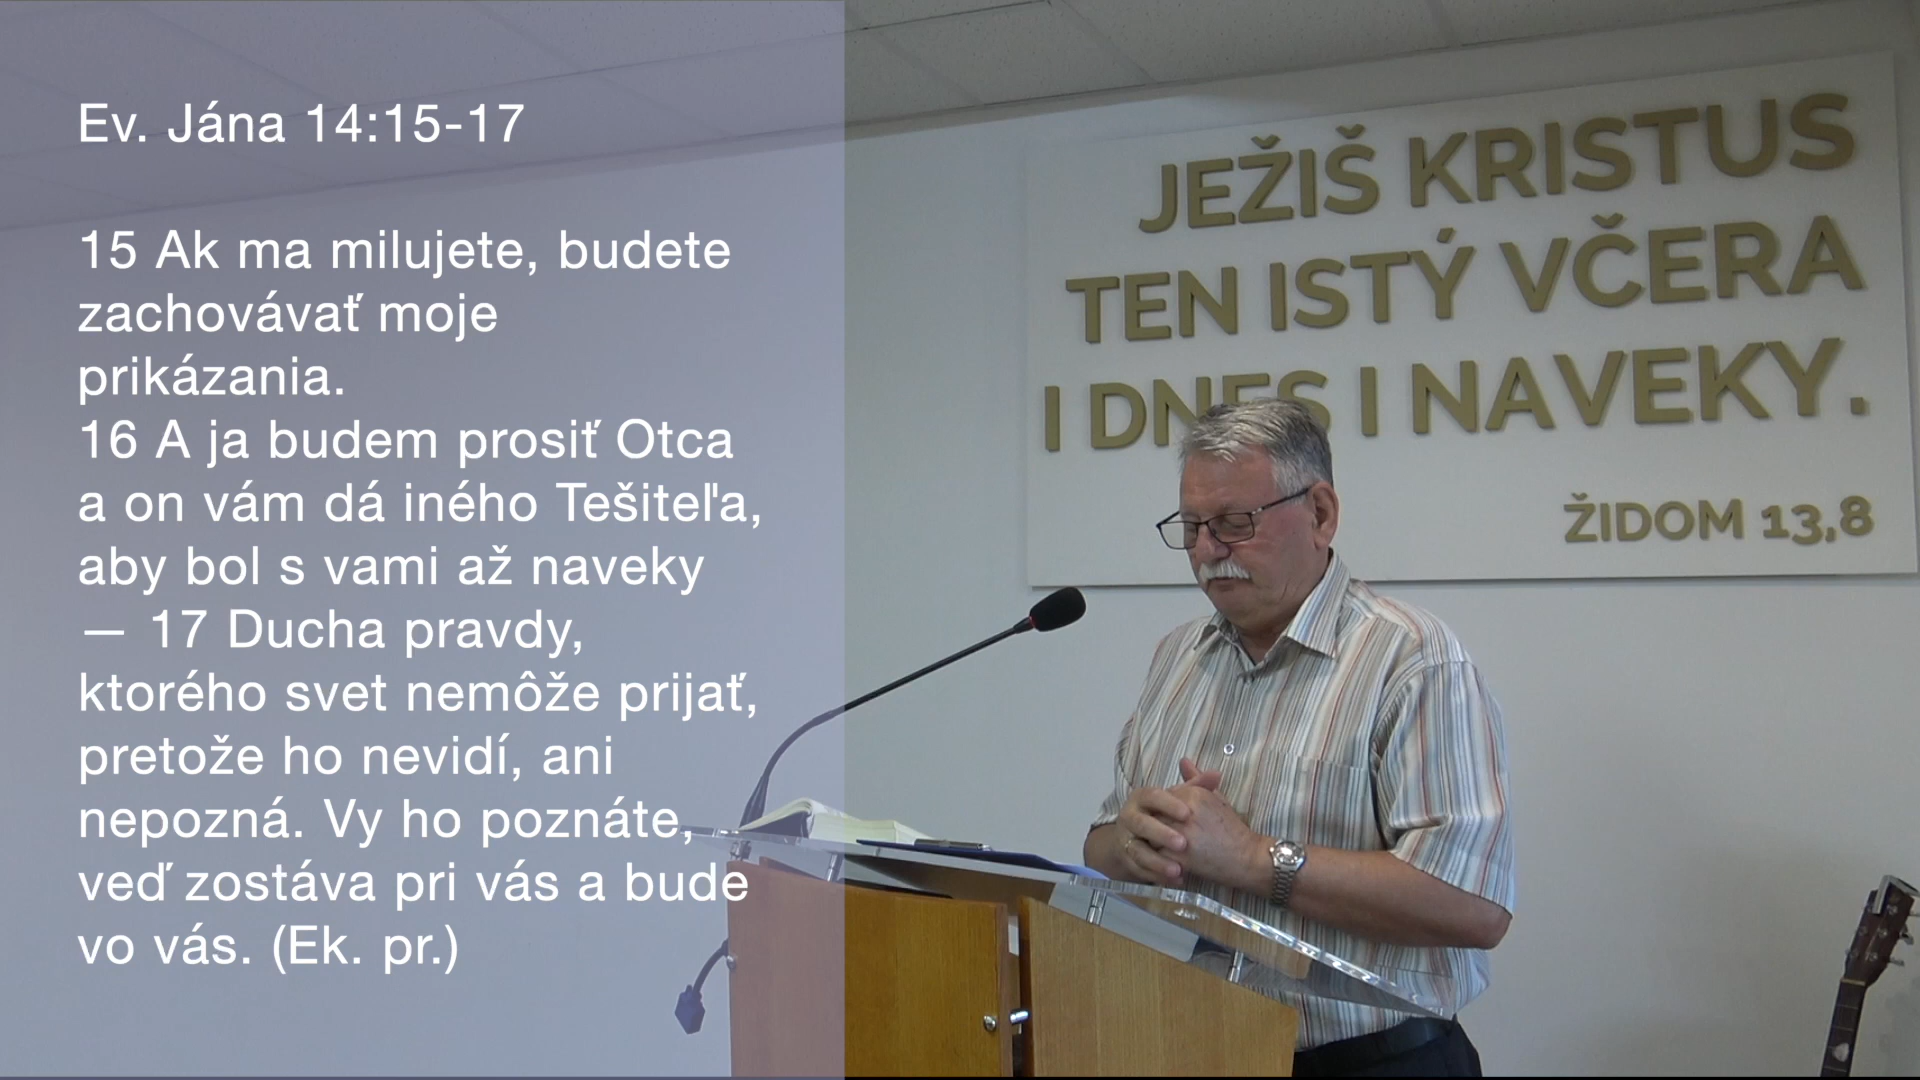 Ev. Jána 14:15-17
15 Ak ma milujete, budete
zachovávať moje
prikázania.
16 A ja budem prosiť Otca
a on vám dá iného Tešiteľa,
aby bol s vami až naveky
— 17 Ducha pravdy,
ktorého svet nemôže prijať,
pretože ho nevidí, ani
nepozná. Vy ho poznáte,
veď zostáva pri vás a bude
vo vás. (Ek. pr.)
JEŽIŠ KRISTUS
TEN ISTÝ VČERA
I DNES I NAVEKY.
ŽIDOM 13,8